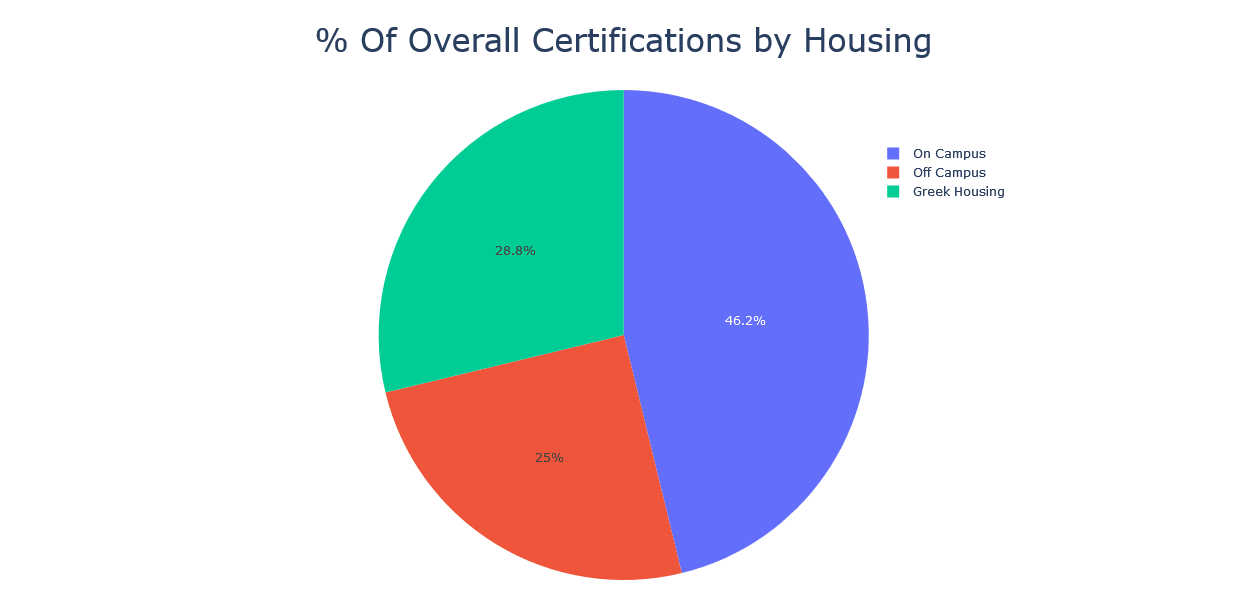 % Of Overall Certifications by Housing
On Campus
Off Campus
Greek Housing
28.8%
46.2%
25%